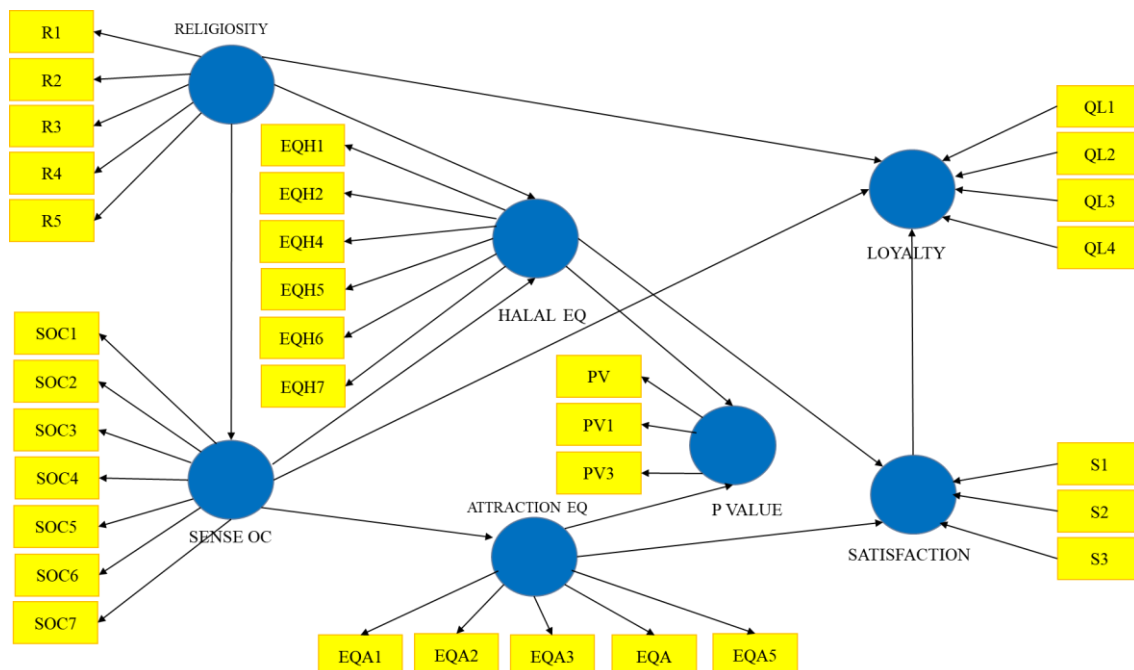 RELIGIOSITY
R1
R2
R3
R4
R5
EQH1
EQH2
EQH4
EQH5
EQH6
EQH7
HALAL EQ
QL1
QL2
QL3
QL4
LOYALTY
SOC1
SOC2
SOC3
SOC4
SOC5
SOC6
SOC7
SENSE OC
PV
PV1
PV3
P VALUE
ATTRACTION EQ
EQA1
EQA2
EQA3
EQA
EQA5
S1
S2
S3
SATISFACTION